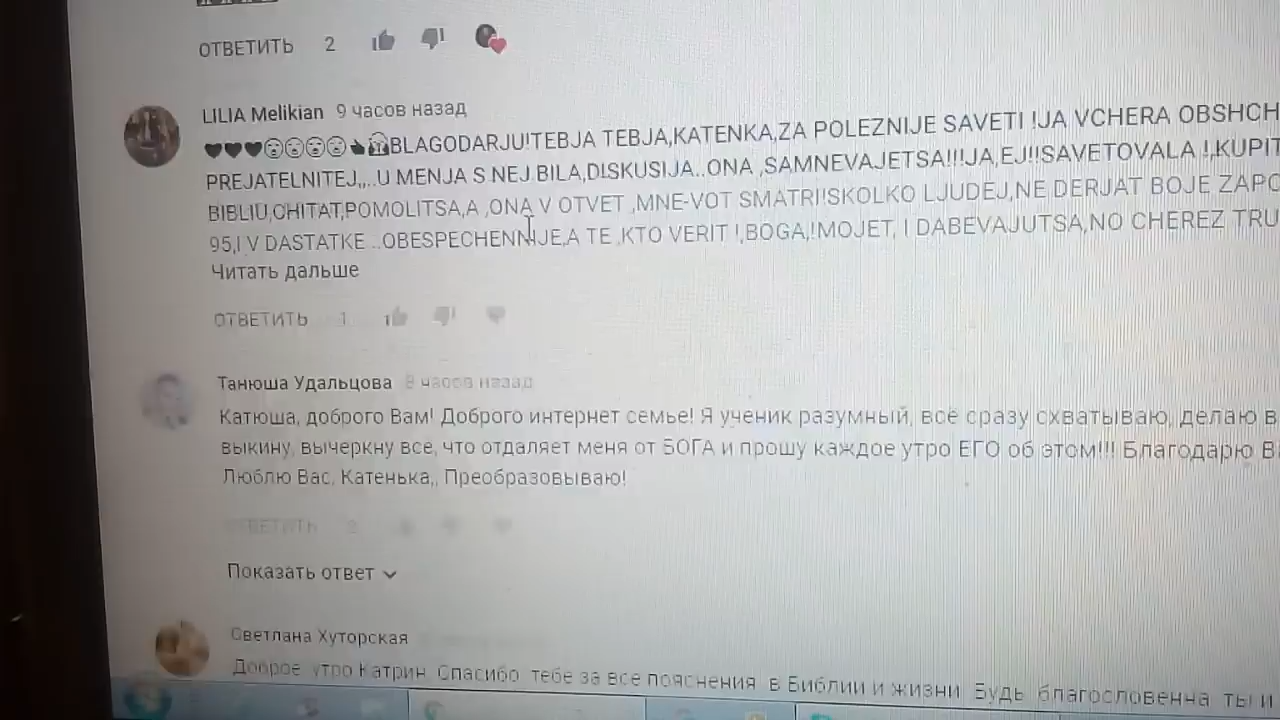 ОТВЕТИТЬ 2
LILIA Melikian 9 часов назад
BLAGODARJU!TEBJA TEBJA,KATENKA,ZA POLEZNIJE SAVETI !JA VCHERA OBSHCH
PREJATELNITEJ,,..U MENJA S NEJ BILA,DISKUSIJA..ONA ,SAMNEVAJETSA!!!JA,EJ!!SAVETOVALA !,KUPIT
BIBLIU,CHITAT,POMOLITSA,A ,ONA V OTVET ,MNE-VOT SMATRI!SKOLKO LJUDEJ,NE DERJAT BOJE ZAPO
95,I V DASTATKE ..OBESPECHENNIJE,A TE ,KTO VERIT !,BOGA,!MOJET, I DABEVAJUTSA,NO CHEREZ TRU
Читать дальше
ОТВЕТИТЬ 1 1
Танюша Удальцова 8 часов назад
Катюша, доброго Вам! Доброго интернет семье! Я ученик разумный, всё сразу схватываю, делаю в
выкину, вычеркну все, что отдаляет меня от БОГА и прошу каждое утро ЕГО об этом!!! Благодарю В
Люблю Вас, Катенька,, Преобразовываю!
ОТВЕТИТЬ 2
Показать ответ
Светлана Хуторская
Доброе утро Катрин Спасибо тебе за все пояснения в Библии и жизни Будь благословенна ты и